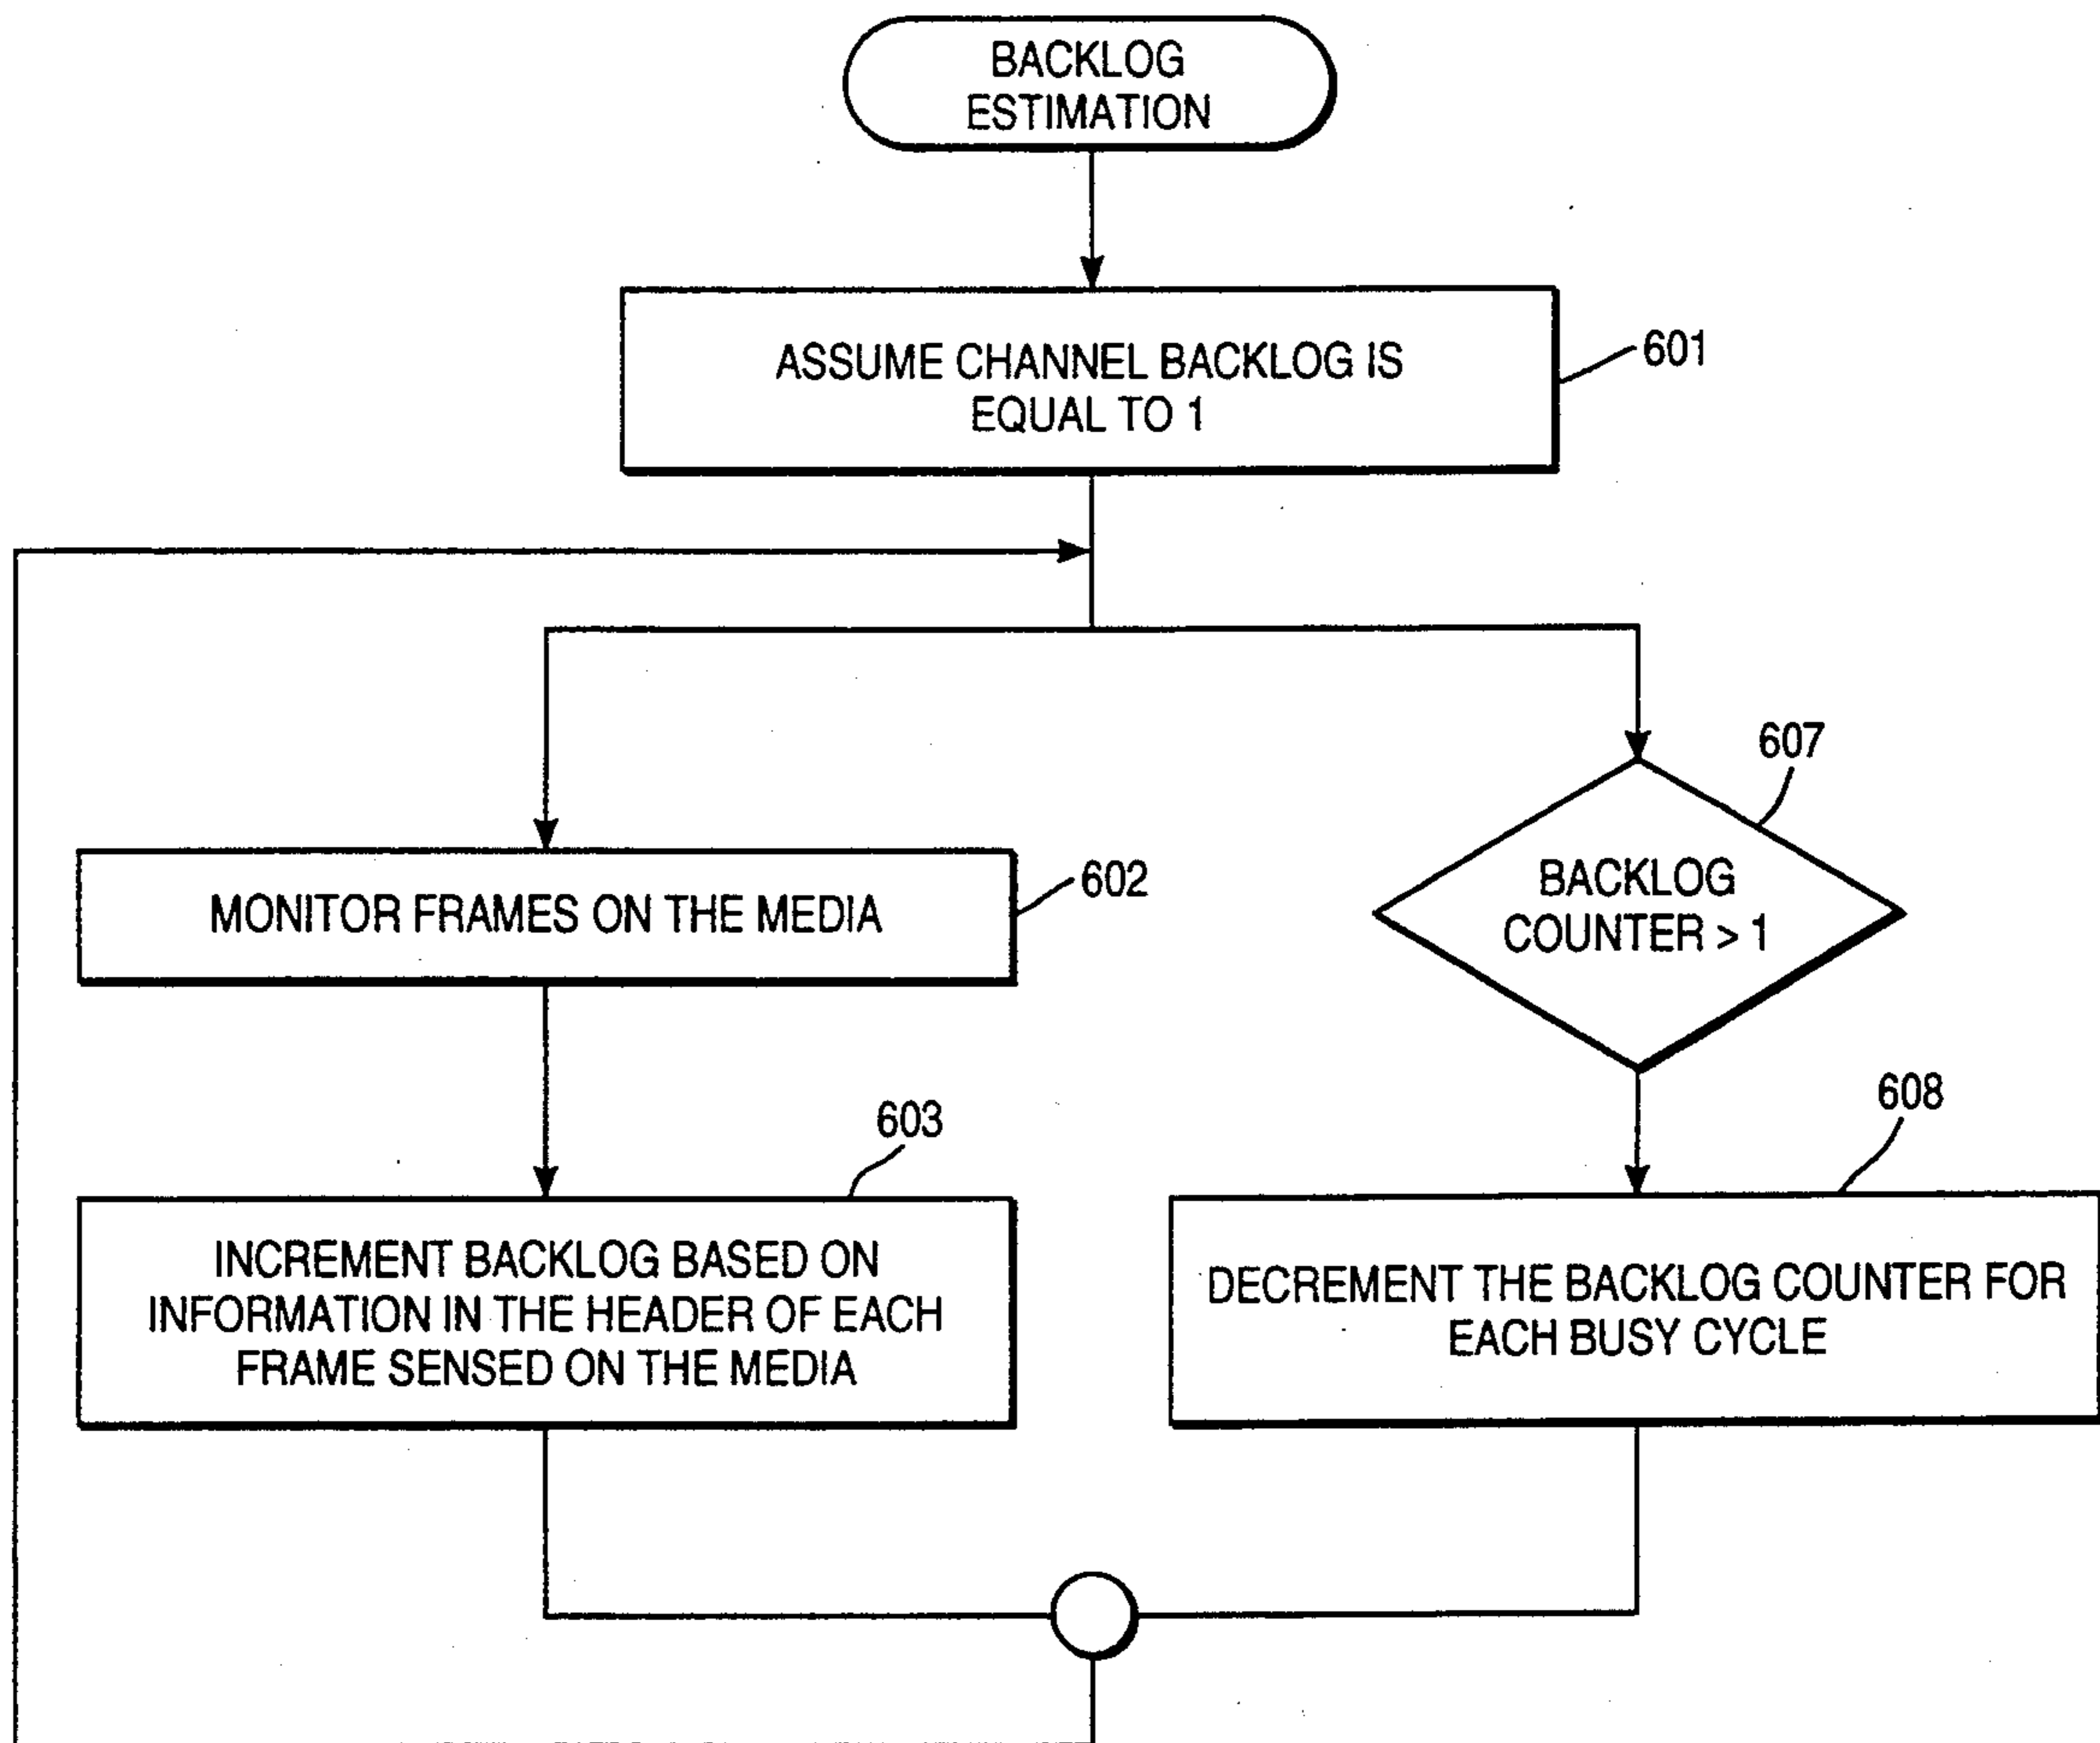 BACKLOG
ESTIMATION
ASSUME CHANNEL BACKLOG IS
EQUAL TO 1
601
607
BACKLOG
COUNTER > 1
602
MONITOR FRAMES ON THE MEDIA
603
INCREMENT BACKLOG BASED ON
INFORMATION IN THE HEADER OF EACH
FRAME SENSED ON THE MEDIA
608
DECREMENT THE BACKLOG COUNTER FOR
EACH BUSY CYCLE